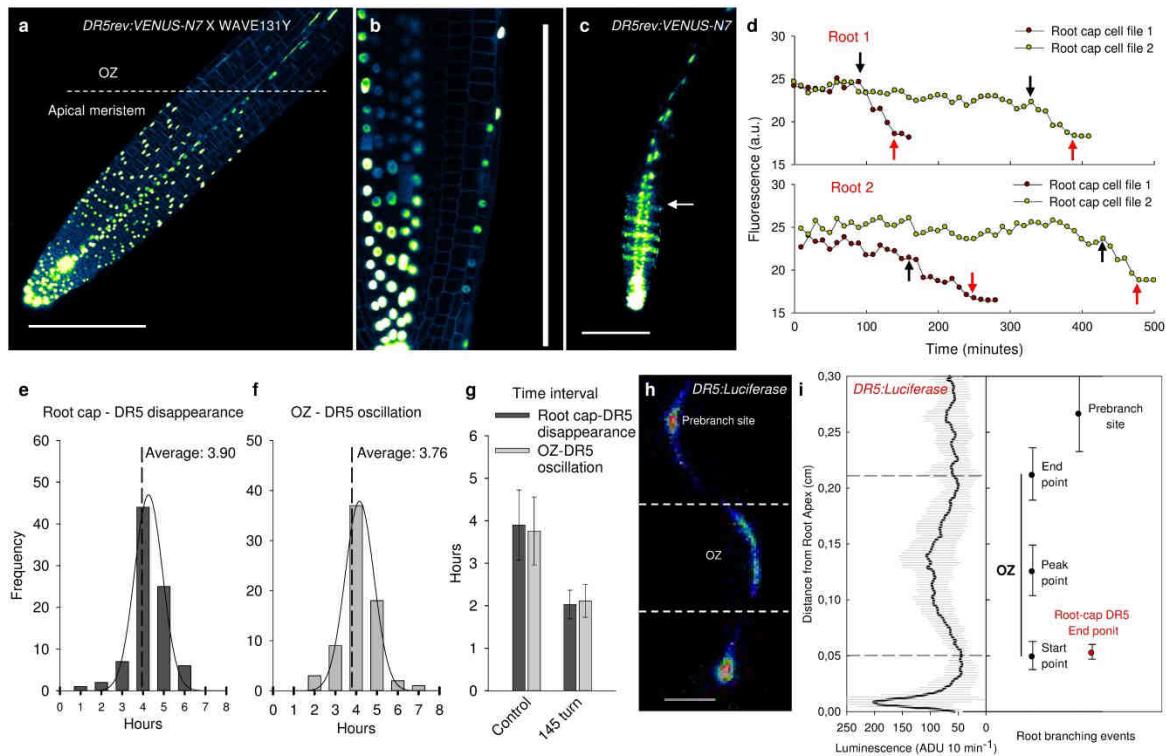 a
DR5rev:VENUS-N7 X WAVE131Y
OZ
Apical meristem
b
c
DR5rev:VENUS-N7
d
Root 1
Root cap cell file 1
Root cap cell file 2
30
25
20
15
Root 2
Root cap cell file 1
Root cap cell file 2
30
25
20
15
Fluorescence (a.u.)
0
100
200
300
400
500
Time (minutes)
e
Root cap - DR5 disappearance
Average: 3.90
60
50
40
30
20
10
0
Frequency
0 1 2 3 4 5 6 7 8
Hours
f
OZ - DR5 oscillation
Average: 3.76
50
40
30
20
10
0
0 1 2 3 4 5 6 7 8
Hours
g
Time interval
Root cap-DR5
disappearance
OZ-DR5
oscillation
6
5
4
3
2
1
0
Hours
Control
145 turn
h
DR5:Luciferase
Prebranch site
OZ
i
DR5:Luciferase
0,30
0,25
0,20
0,15
0,10
0,05
0,00
Distance from Root Apex (cm)
250 200 150 100 50 0
Luminescence (ADU 10 min⁻¹)
Prebranch
site
End
point
OZ
Peak
point
Root-cap DR5
End ponit
Start
point
Root branching events